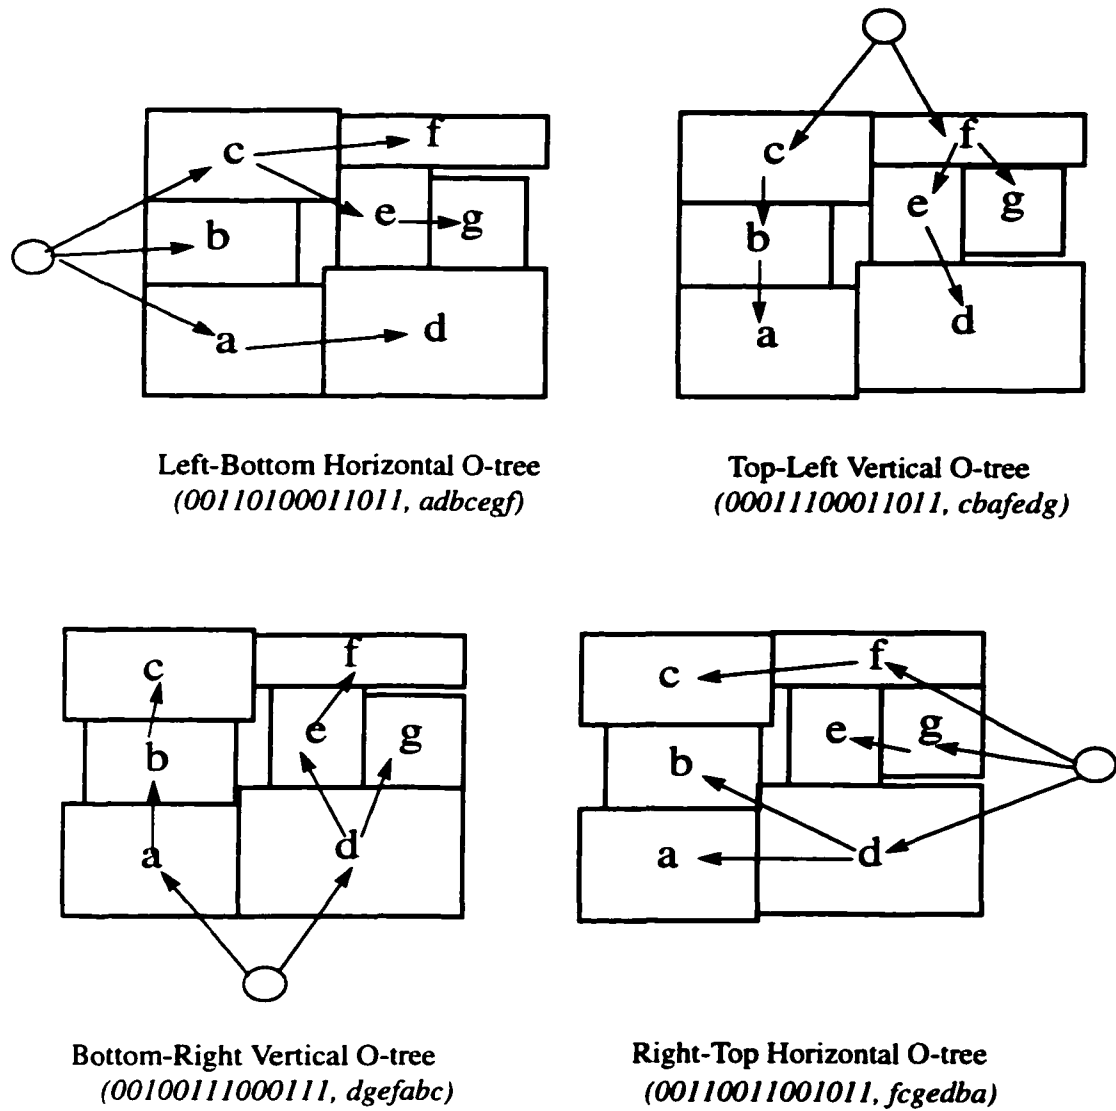 f
c
e
b
g
a
d
Left-Bottom Horizontal O-tree
(00110100011011, adbcegf)
f
c
e
g
b
a
d
Top-Left Vertical O-tree
(00011100011011, cbafedg)
f
c
e
g
b
a
d
Bottom-Right Vertical O-tree
(00100111000111, dgefabc)
f
c
e
g
b
a
d
Right-Top Horizontal O-tree
(00110011001011, fcgedba)